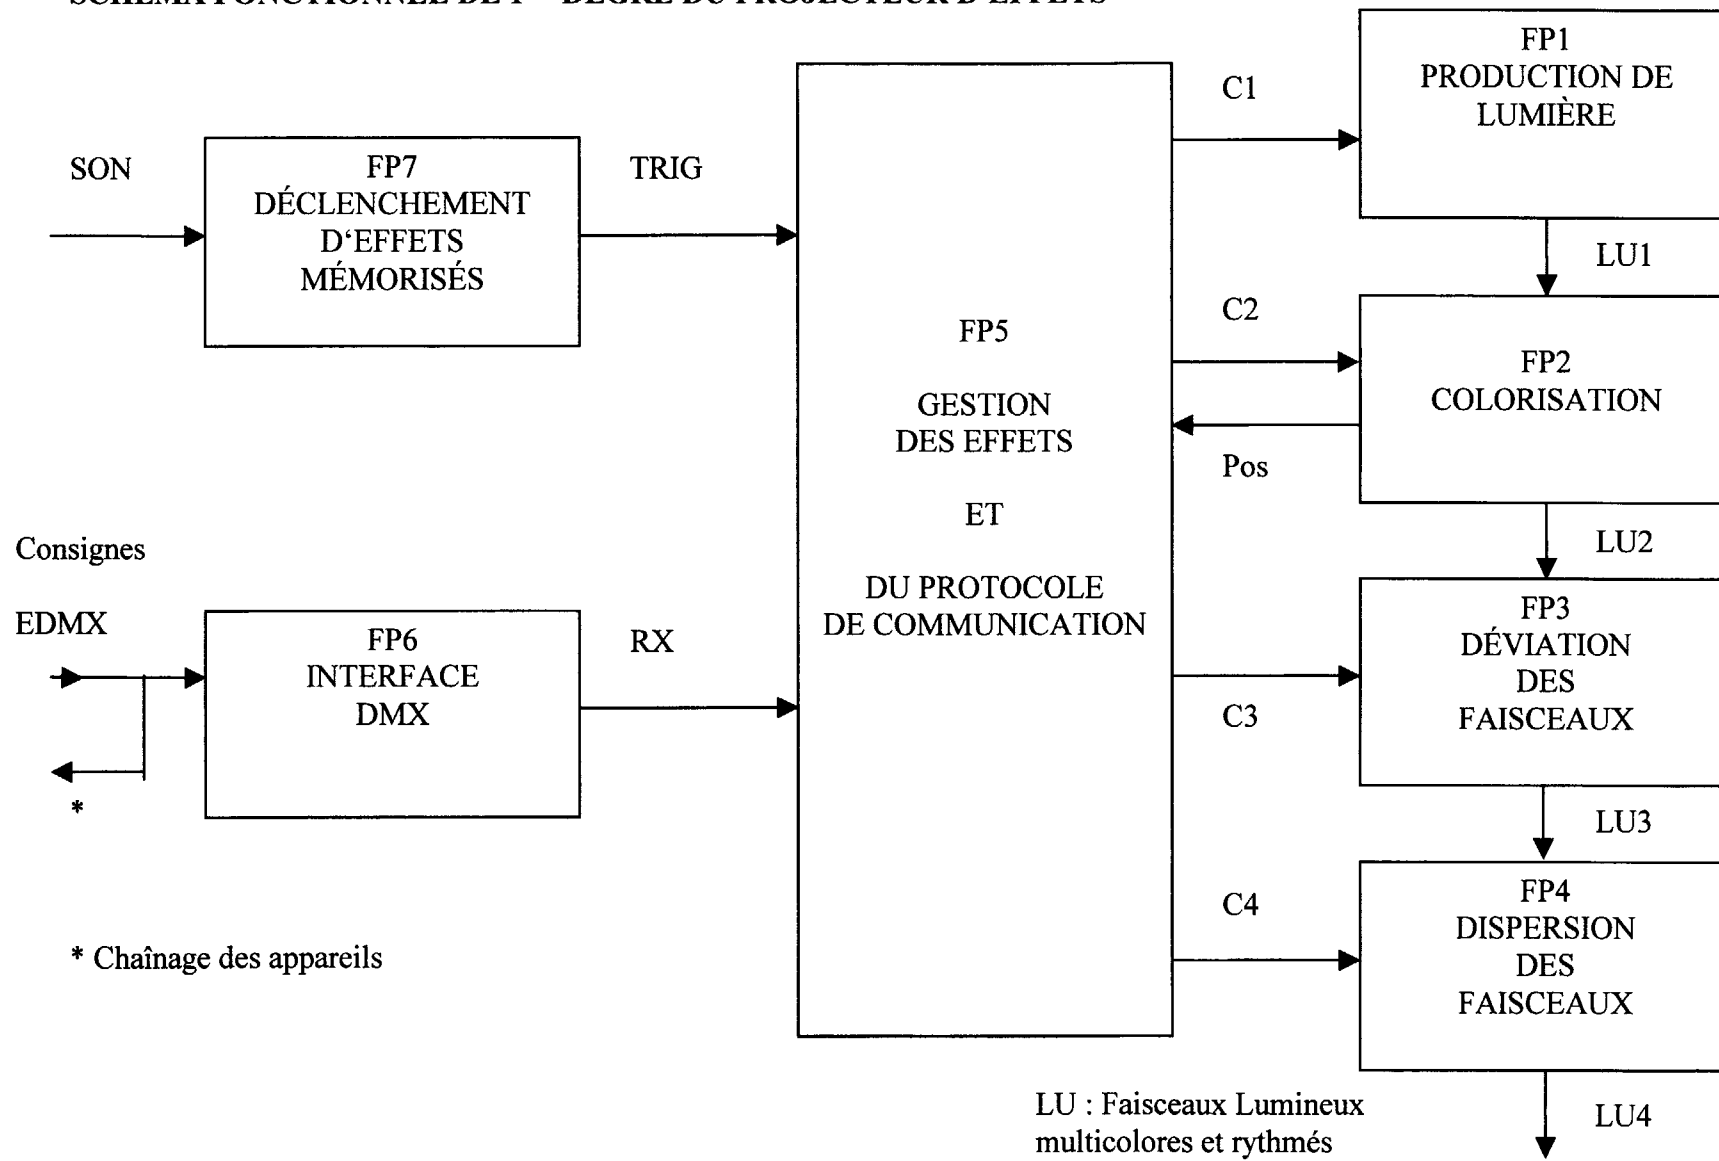 FP1
PRODUCTION DE
LUMIÈRE
C1
SON
FP7
DÉCLENCHEMENT
D‘EFFETS
MÉMORISÉS
TRIG
LU1
C2
FP5
GESTION
DES EFFETS
ET
DU PROTOCOLE
DE COMMUNICATION
FP2
COLORISATION
Pos
LU2
Consignes
EDMX
FP6
INTERFACE
DMX
RX
FP3
DÉVIATION
DES
FAISCEAUX
C3
*
LU3
C4
FP4
DISPERSION
DES
FAISCEAUX
* Chaînage des appareils
LU : Faisceaux Lumineux
multicolores et rythmés
LU4